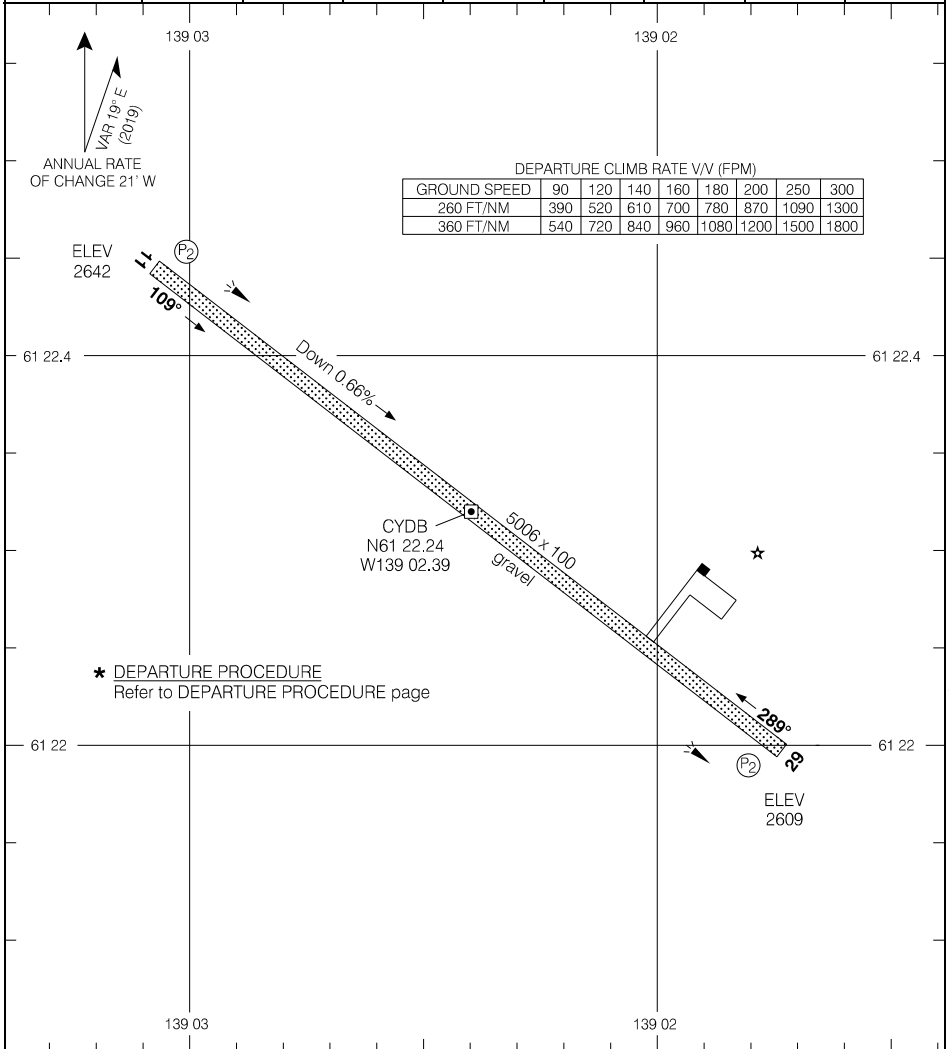 139 03
139 02
VAR 19° E
(2019)
ANNUAL RATE
OF CHANGE 21' W
DEPARTURE CLIMB RATE V/V (FPM)
GROUND SPEED 90 120 140 160 180 200 250 300
260 FT/NM 390 520 610 700 780 870 1090 1300
360 FT/NM 540 720 840 960 1080 1200 1500 1800
ELEV
2642
P2
11
109°
61 22.4
61 22.4
Down 0.66%
CYDB
N61 22.24
W139 02.39
5006 x 100
gravel
* DEPARTURE PROCEDURE
Refer to DEPARTURE PROCEDURE page
289°
61 22
61 22
29
P2
ELEV
2609
139 03
139 02